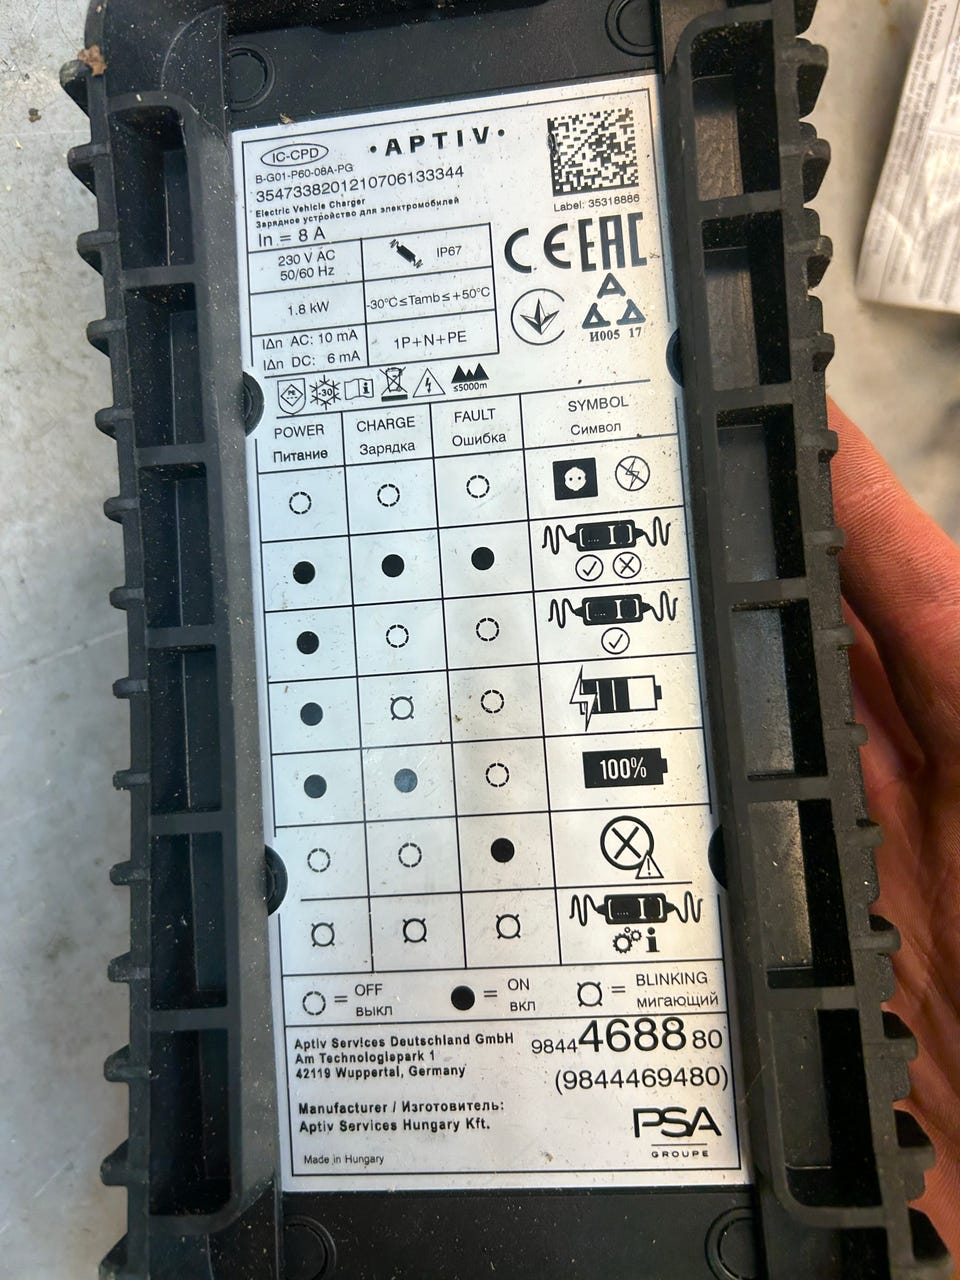 IC-CPD
• APTIV •
B-G01-P60-08A-PG
3547338201210706133344
Electric Vehicle Charger
Зарядное устройство для электромобилей
Label: 35318886
In = 8 A
230 V AC
50/60 Hz
IP67
CE EAC
1.8 kW
-30°C≤Tamb≤+50°C
I∆n AC: 10 mA
I∆n DC: 6 mA
1P+N+PE
И005 17
-30
≤5000m
POWER CHARGE FAULT SYMBOL
Питание Зарядка Ошибка Символ
100%
= OFF
выкл
= ON
вкл
= BLINKING
мигающий
Aptiv Services Deutschland GmbH
Am Technologiepark 1
42119 Wuppertal, Germany
9844468880
(9844469480)
Manufacturer / Изготовитель:
Aptiv Services Hungary Kft.
PSA
GROUPE
Made in Hungary